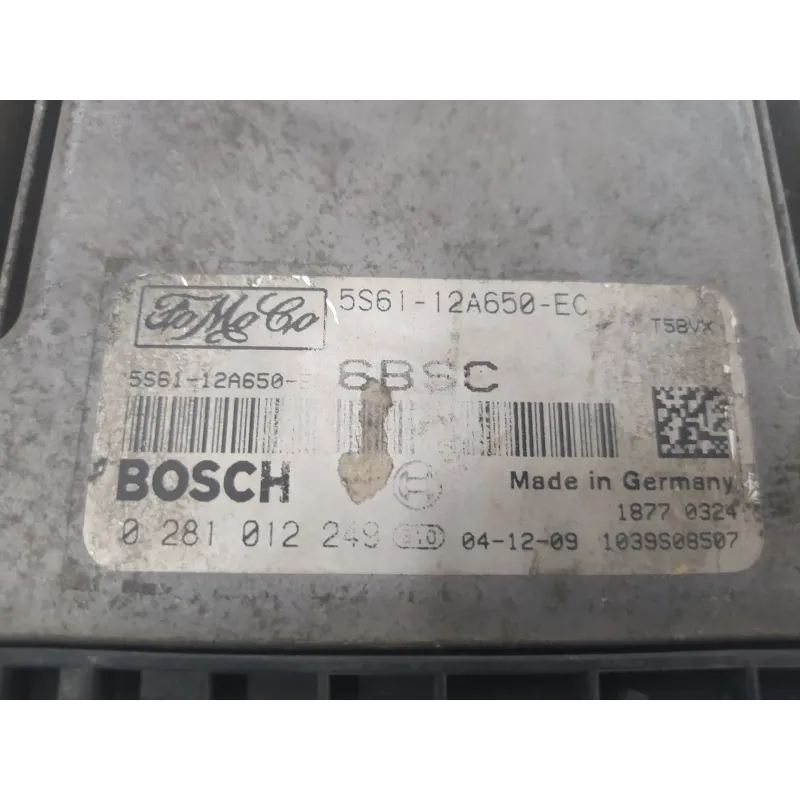 FoMoCo 5S61-12A650-EC
T5BVX
5S61-12A650- 6BSC
BOSCH
Made in Germany
1877 0324
0 281 012 249 04-12-09 1039S08507